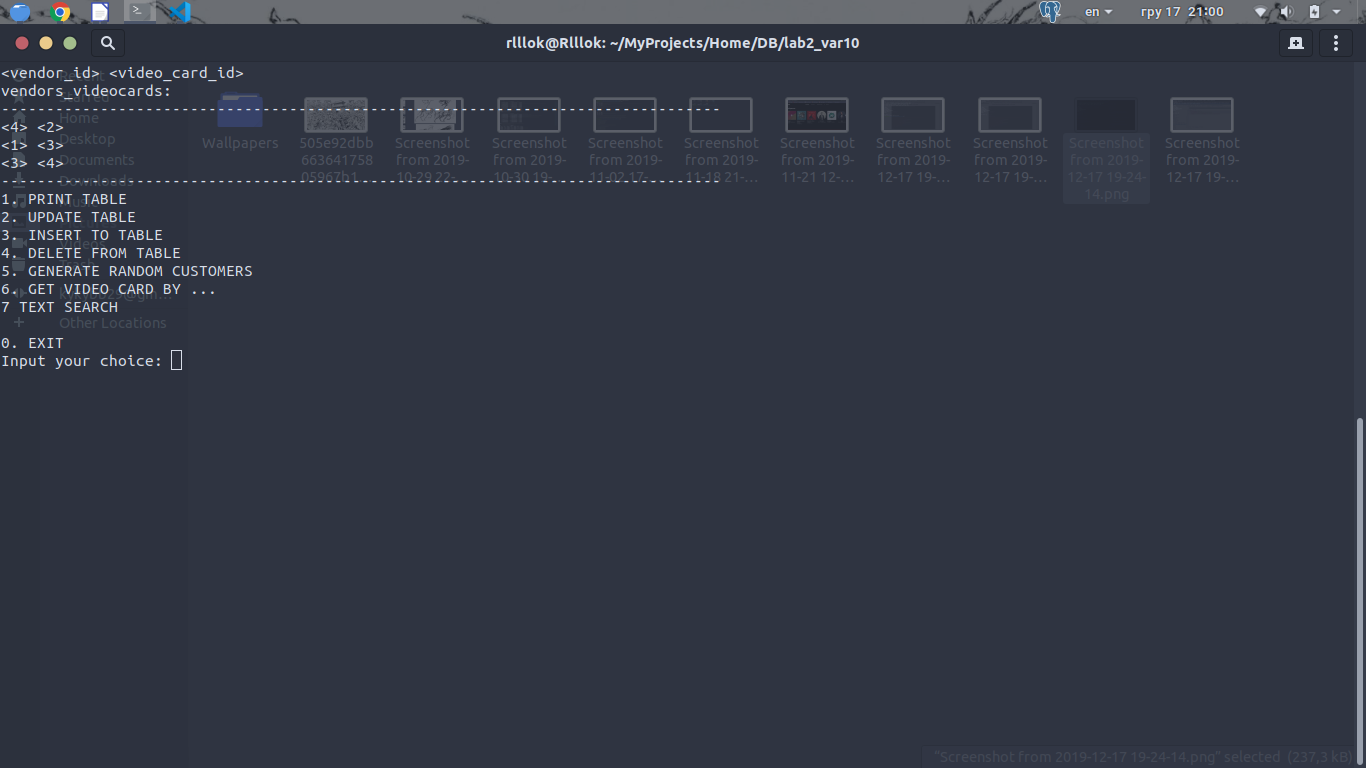 en гру 17 21:00
rlllok@Rlllok: ~/MyProjects/Home/DB/lab2_var10
<vendor_id> <video_card_id>
vendors_videocards:
--------------------------------------------------------------------------------
<4> <2>
<1> <3>
<3> <4>
--------------------------------------------------------------------------------
1. PRINT TABLE
2. UPDATE TABLE
3. INSERT TO TABLE
4. DELETE FROM TABLE
5. GENERATE RANDOM CUSTOMERS
6. GET VIDEO CARD BY ...
7 TEXT SEARCH
0. EXIT
Input your choice:
Home
Desktop
Documents
Downloads
Other Locations
Wallpapers
505e92dbb
663641758
05967b1...
Screenshot
from 2019-
10-29 22-...
Screenshot
from 2019-
10-30 19-...
Screenshot
from 2019-
11-02 17-...
Screenshot
from 2019-
11-18 21-...
Screenshot
from 2019-
11-21 12-...
Screenshot
from 2019-
12-17 19-...
Screenshot
from 2019-
12-17 19-...
Screenshot
from 2019-
12-17 19-24-
14.png
Screenshot
from 2019-
12-17 19-...
"Screenshot from 2019-12-17 19-24-14.png" selected (237,3 kB)